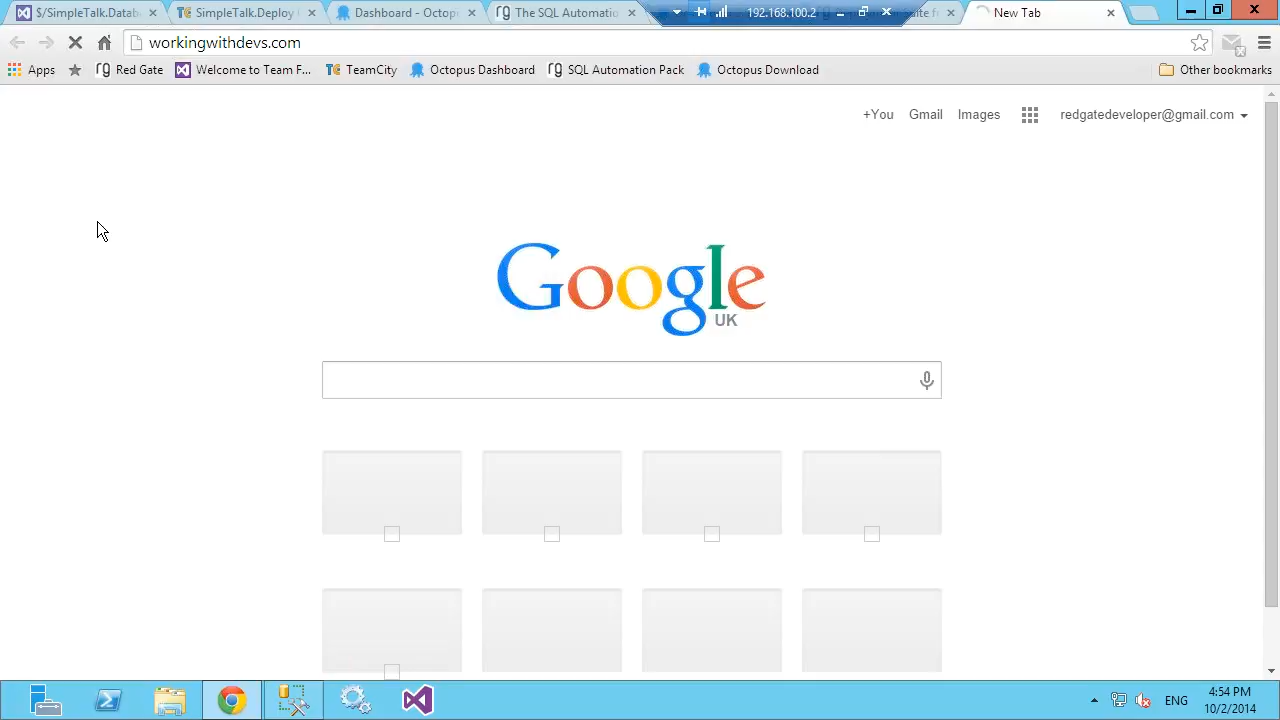 $/SimpleTalk.Datab
SimpleTalk.Deploy
Dashboard - Octop
The SQL Automatio
192.168.100.2
New Tab
workingwithdevs.com
Apps
Red Gate
Welcome to Team F...
TeamCity
Octopus Dashboard
SQL Automation Pack
Octopus Download
Other bookmarks
+You
Gmail
Images
redgatedeveloper@gmail.com
Google
UK
ENG
4:54 PM
10/2/2014